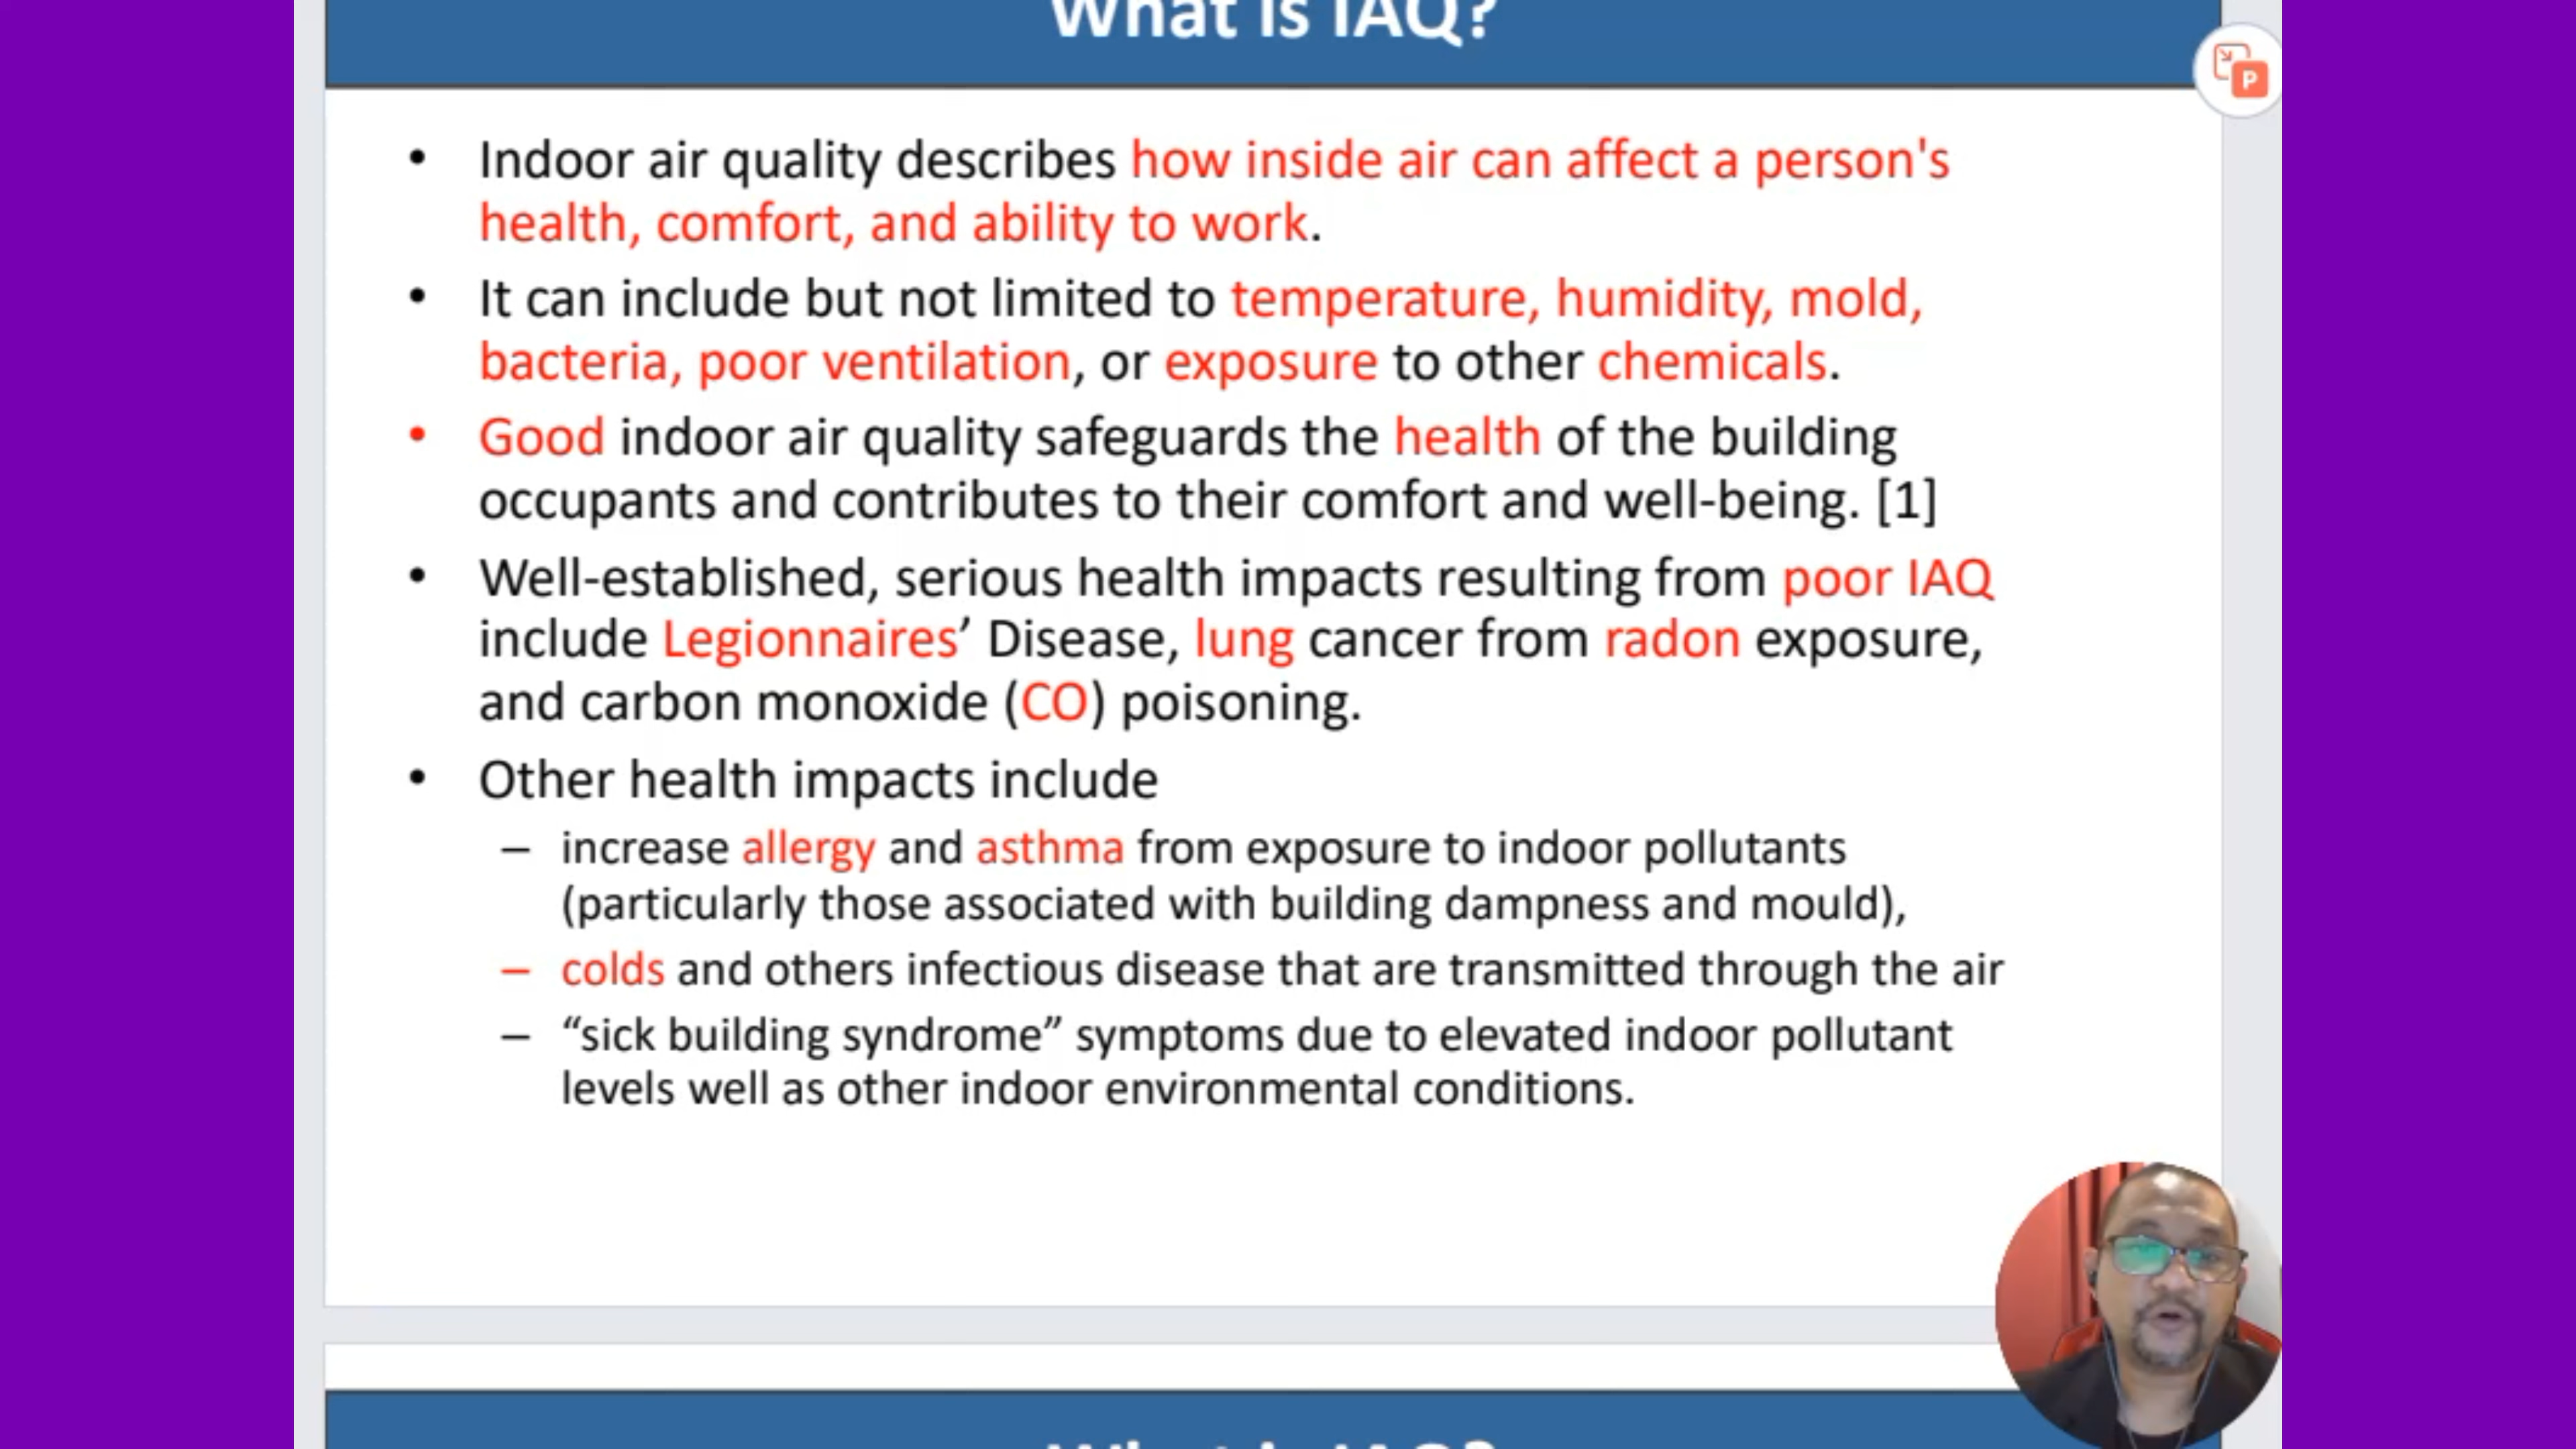 What is IAQ?
P
• Indoor air quality describes how inside air can affect a person's
health, comfort, and ability to work.
• It can include but not limited to temperature, humidity, mold,
bacteria, poor ventilation, or exposure to other chemicals.
• Good indoor air quality safeguards the health of the building
occupants and contributes to their comfort and well-being. [1]
• Well-established, serious health impacts resulting from poor IAQ
include Legionnaires’ Disease, lung cancer from radon exposure,
and carbon monoxide (CO) poisoning.
• Other health impacts include
– increase allergy and asthma from exposure to indoor pollutants
(particularly those associated with building dampness and mould),
– colds and others infectious disease that are transmitted through the air
– “sick building syndrome” symptoms due to elevated indoor pollutant
levels well as other indoor environmental conditions.
What is IAQ?